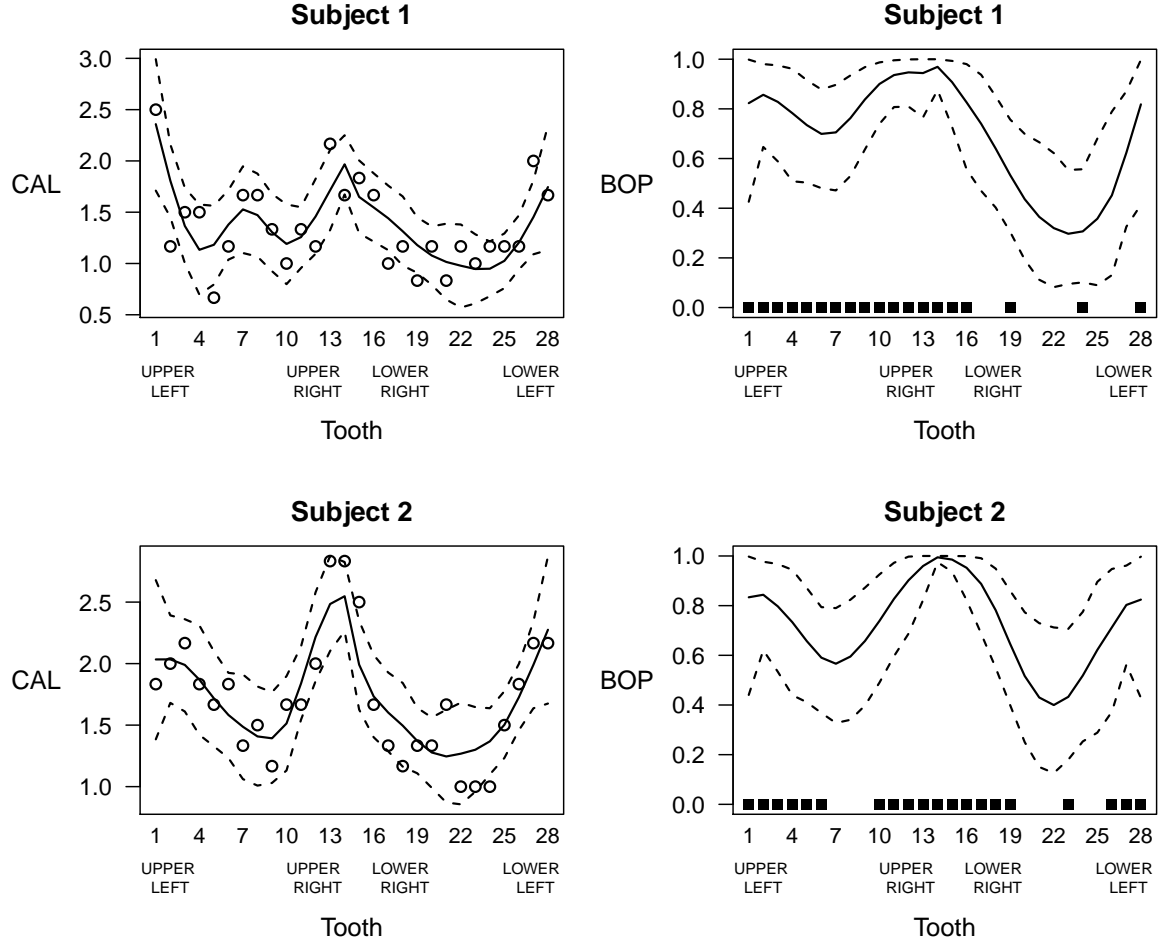 Subject 1
3.0
2.5
2.0
1.5
1.0
0.5
CAL
1 4 7 10 13 16 19 22 25 28
UPPER LEFT
UPPER RIGHT
LOWER RIGHT
LOWER LEFT
Tooth
Subject 1
1.0
0.8
0.6
0.4
0.2
0.0
BOP
1 4 7 10 13 16 19 22 25 28
UPPER LEFT
UPPER RIGHT
LOWER RIGHT
LOWER LEFT
Tooth
Subject 2
2.5
2.0
1.5
1.0
CAL
1 4 7 10 13 16 19 22 25 28
UPPER LEFT
UPPER RIGHT
LOWER RIGHT
LOWER LEFT
Tooth
Subject 2
1.0
0.8
0.6
0.4
0.2
0.0
BOP
1 4 7 10 13 16 19 22 25 28
UPPER LEFT
UPPER RIGHT
LOWER RIGHT
LOWER LEFT
Tooth